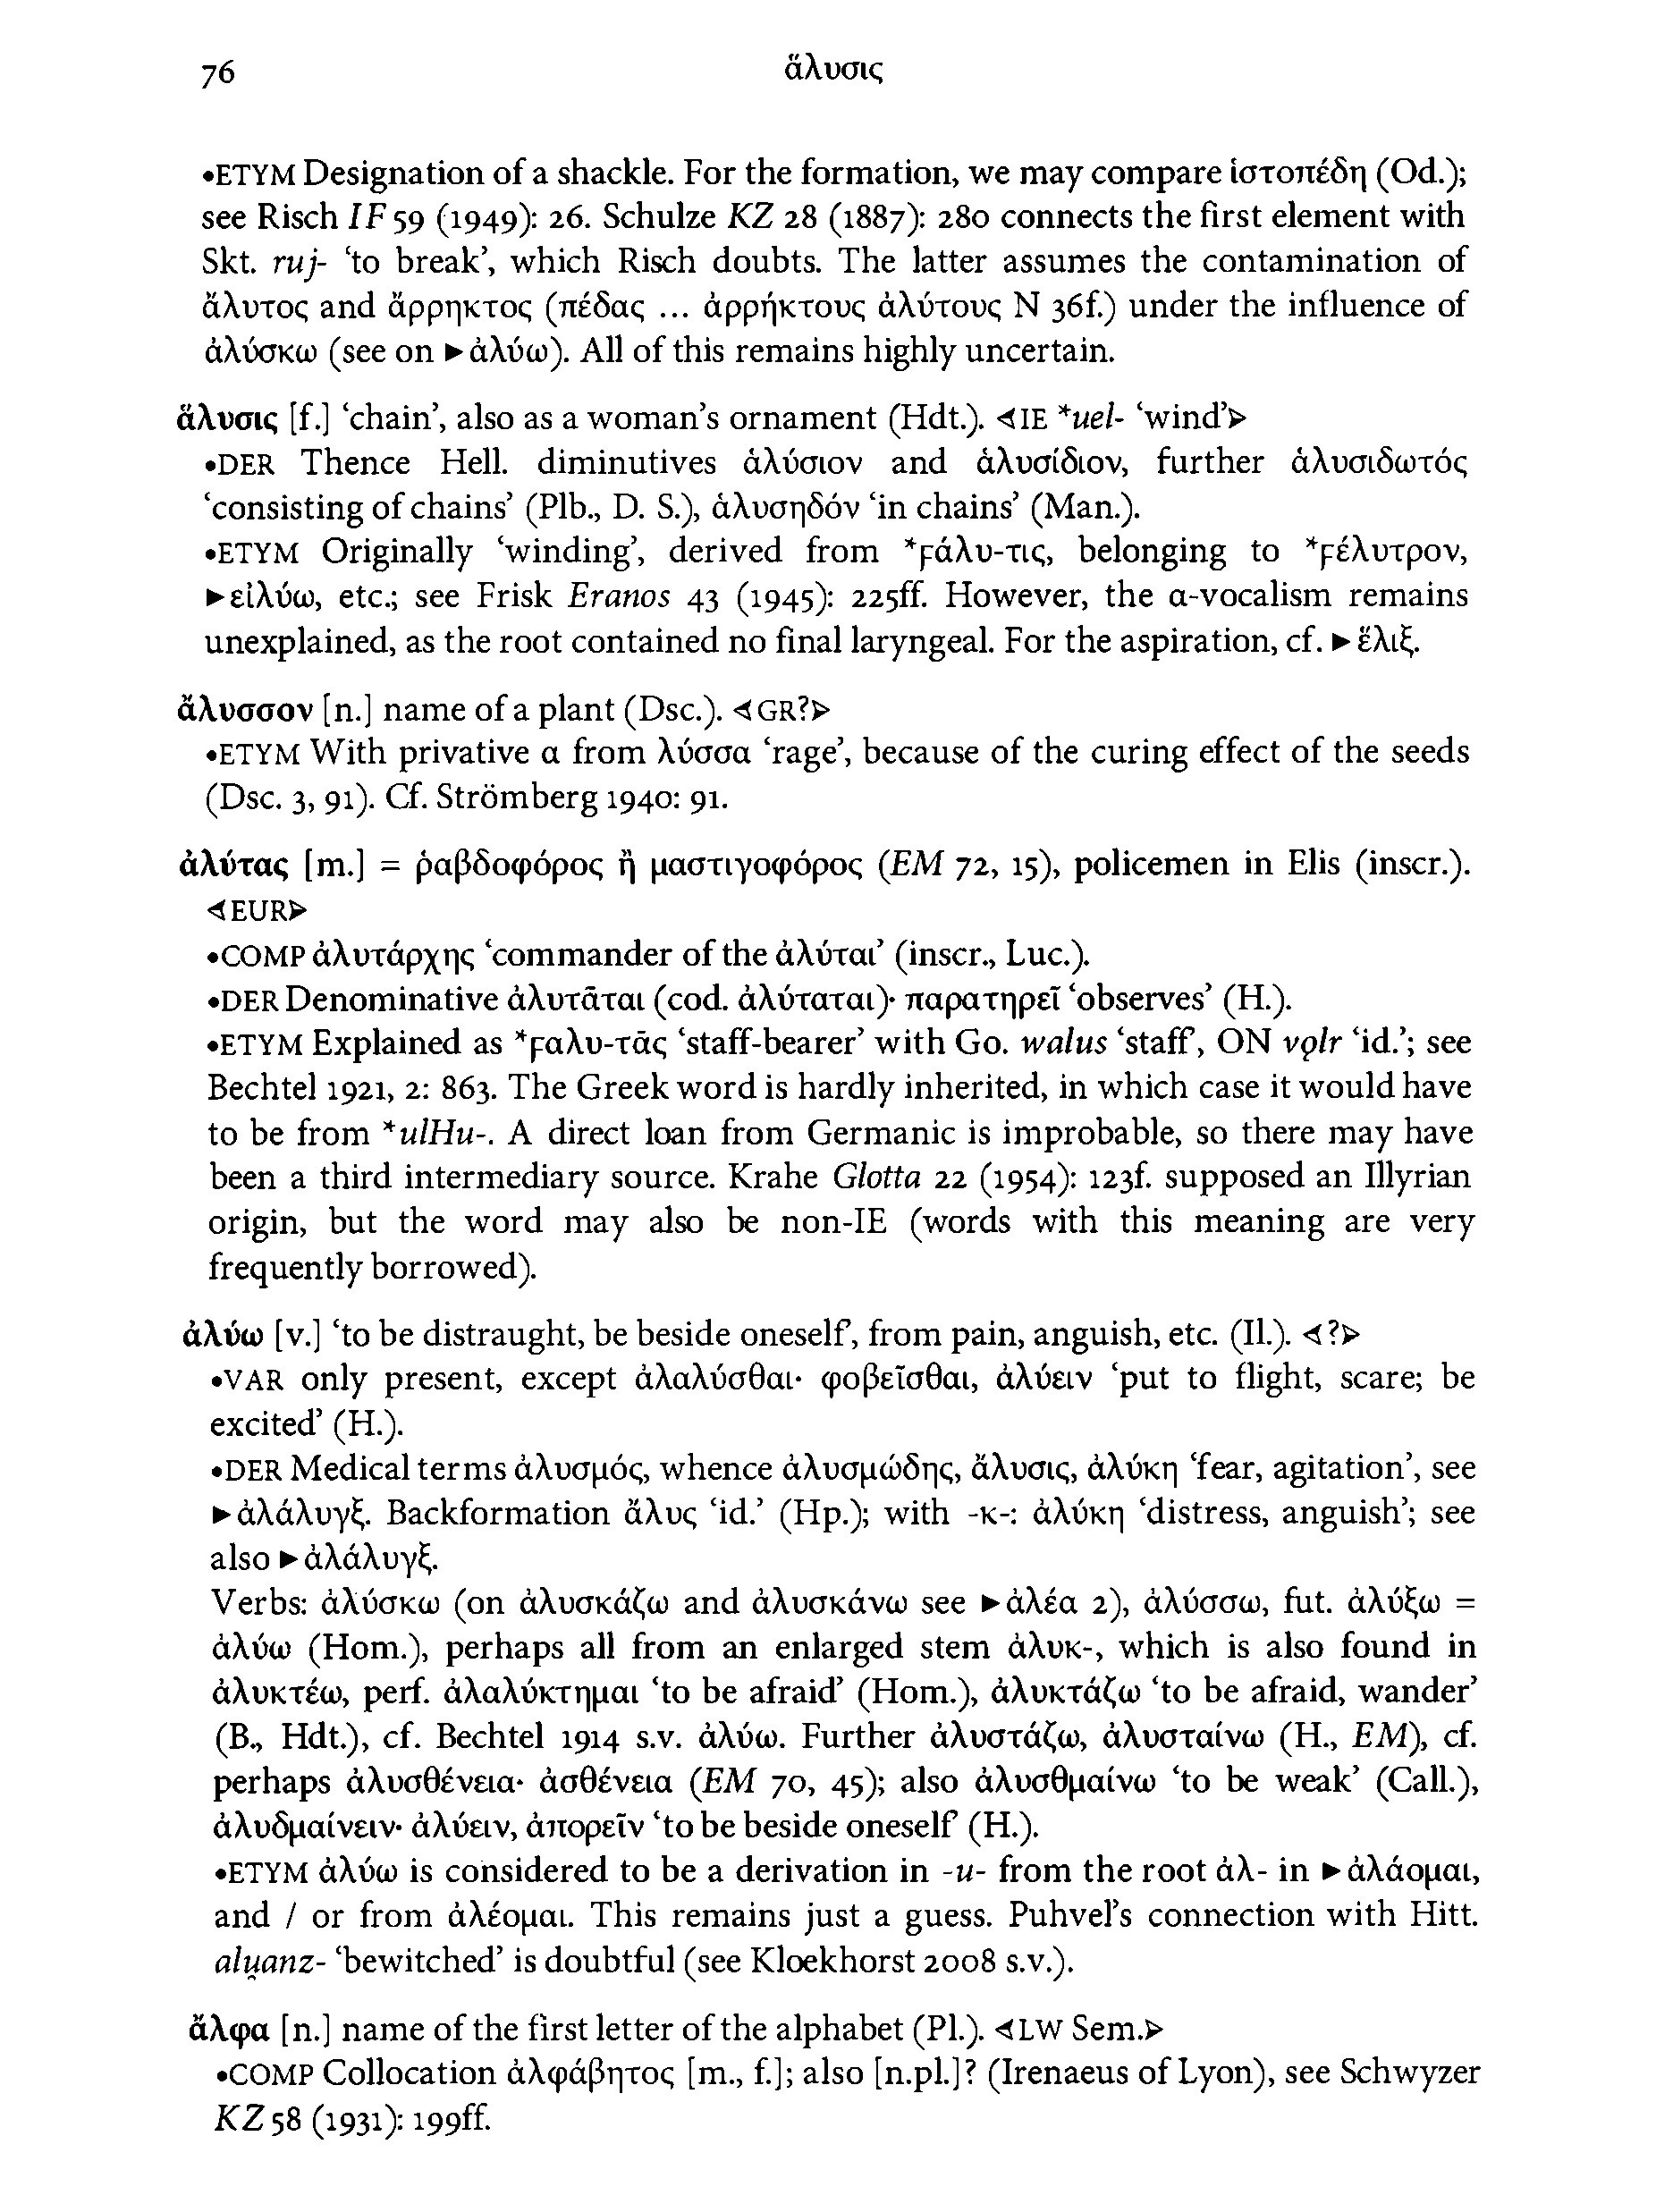 76 ἅλυσις
•ETYM Designation of a shackle. For the formation, we may compare ἱστοπέδη (Od.);
see Risch IF 59 (1949): 26. Schulze KZ 28 (1887): 280 connects the first element with
Skt. ruj- ‘to break’, which Risch doubts. The latter assumes the contamination of
ἄλυτος and ἄρρηκτος (πέδας ... ἀρρήκτους ἀλύτους N 36f.) under the influence of
ἀλύσκω (see on ►ἀλύω). All of this remains highly uncertain.
ἅλυσις [f.] ‘chain’, also as a woman’s ornament (Hdt.). ⊲IE *uel- ‘wind’⊳
•DER Thence Hell. diminutives ἁλύσιον and ἁλυσίδιον, further ἁλυσιδωτός
‘consisting of chains’ (Plb., D. S.), ἁλυσηδόν ‘in chains’ (Man.).
•ETYM Originally ‘winding’, derived from *ϝάλυ-τις, belonging to *ϝέλυτρον,
►εἰλύω, etc.; see Frisk Eranos 43 (1945): 225ff. However, the α-vocalism remains
unexplained, as the root contained no final laryngeal. For the aspiration, cf. ►ἕλιξ.
ἄλυσσον [n.] name of a plant (Dsc.). ⊲GR?⊳
•ETYM With privative α from λύσσα ‘rage’, because of the curing effect of the seeds
(Dsc. 3, 91). Cf. Strömberg 1940: 91.
ἀλύτας [m.] = ῥαβδοφόρος ἢ μαστιγοφόρος (EM 72, 15), policemen in Elis (inscr.).
⊲EUR⊳
•COMP ἀλυτάρχης ‘commander of the ἀλύται’ (inscr., Luc.).
•DER Denominative ἀλυτᾶται (cod. ἀλύταται)· παρατηρεῖ ‘observes’ (H.).
•ETYM Explained as *ϝαλυ-τᾱς ‘staff-bearer’ with Go. walus ‘staff’, ON vǫlr ‘id.’; see
Bechtel 1921, 2: 863. The Greek word is hardly inherited, in which case it would have
to be from *ulHu-. A direct loan from Germanic is improbable, so there may have
been a third intermediary source. Krahe Glotta 22 (1954): 123f. supposed an Illyrian
origin, but the word may also be non-IE (words with this meaning are very
frequently borrowed).
ἀλύω [v.] ‘to be distraught, be beside oneself’, from pain, anguish, etc. (Il.). ⊲?⊳
•VAR only present, except ἀλαλύσθαι· φοβεῖσθαι, ἀλύειν ‘put to flight, scare; be
excited’ (H.).
•DER Medical terms ἀλυσμός, whence ἀλυσμώδης, ἄλυσις, ἀλύκη ‘fear, agitation’, see
►ἀλάλυγξ. Backformation ἄλυς ‘id.’ (Hp.); with -κ-: ἀλύκη ‘distress, anguish’; see
also ►ἀλάλυγξ.
Verbs: ἀλύσκω (on ἀλυσκάζω and ἀλυσκάνω see ►ἀλέα 2), ἀλύσσω, fut. ἀλύξω =
ἀλύω (Hom.), perhaps all from an enlarged stem ἀλυκ-, which is also found in
ἀλυκτέω, perf. ἀλαλύκτημαι ‘to be afraid’ (Hom.), ἀλυκτάζω ‘to be afraid, wander’
(B., Hdt.), cf. Bechtel 1914 s.v. ἀλύω. Further ἀλυστάζω, ἀλυσταίνω (H., EM), cf.
perhaps ἀλυσθένεια· ἀσθένεια (EM 70, 45); also ἀλυσθμαίνω ‘to be weak’ (Call.),
ἀλυδμαίνειν· ἀλύειν, ἀπορεῖν ‘to be beside oneself’ (H.).
•ETYM ἀλύω is considered to be a derivation in -u- from the root ἀλ- in ►ἀλάομαι,
and / or from ἀλέομαι. This remains just a guess. Puhvel’s connection with Hitt.
alu̯anz- ‘bewitched’ is doubtful (see Kloekhorst 2008 s.v.).
ἄλφα [n.] name of the first letter of the alphabet (Pl.). ⊲LW Sem.⊳
•COMP Collocation ἀλφάβητος [m., f.]; also [n.pl.]? (Irenaeus of Lyon), see Schwyzer
KZ 58 (1931): 199ff.